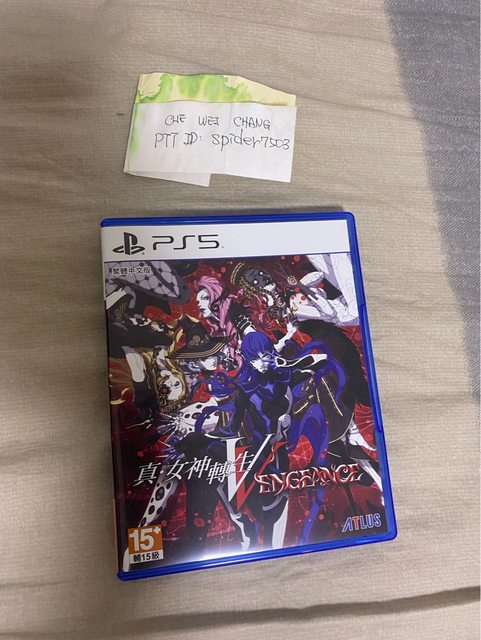 CHE WEI CHANG
PTT ID: spider7503
PS5
繁體中文版
真・女神轉生V
VENGEANCE
ATLUS
15+
輔15級